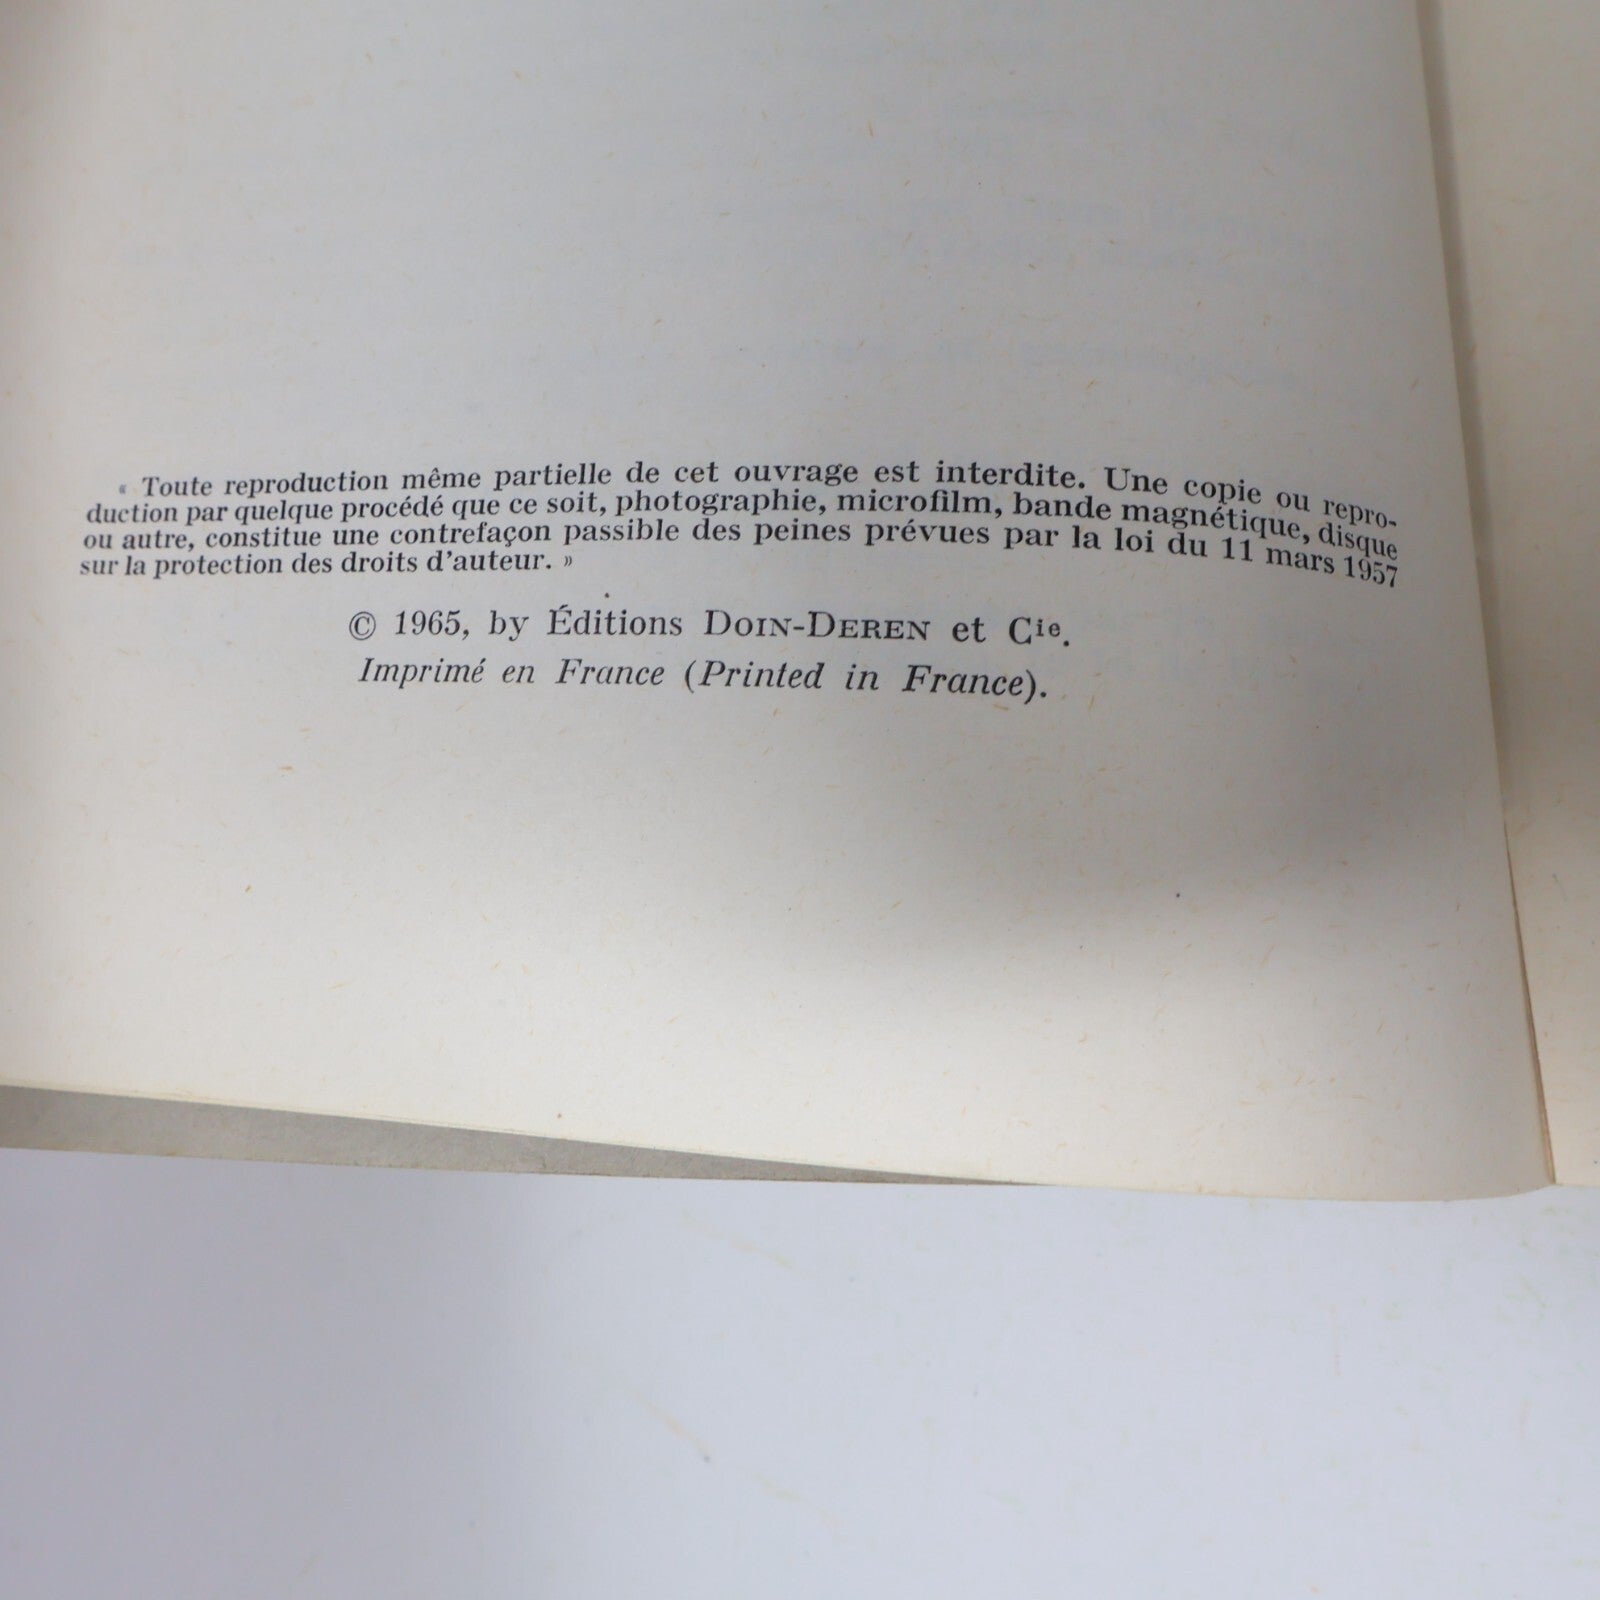 « Toute reproduction même partielle de cet ouvrage est interdite. Une copie ou repro-
duction par quelque procédé que ce soit, photographie, microfilm, bande magnétique, disque
ou autre, constitue une contrefaçon passible des peines prévues par la loi du 11 mars 1957
sur la protection des droits d'auteur. »
© 1965, by Éditions DOIN-DEREN et Cie.
Imprimé en France (Printed in France).